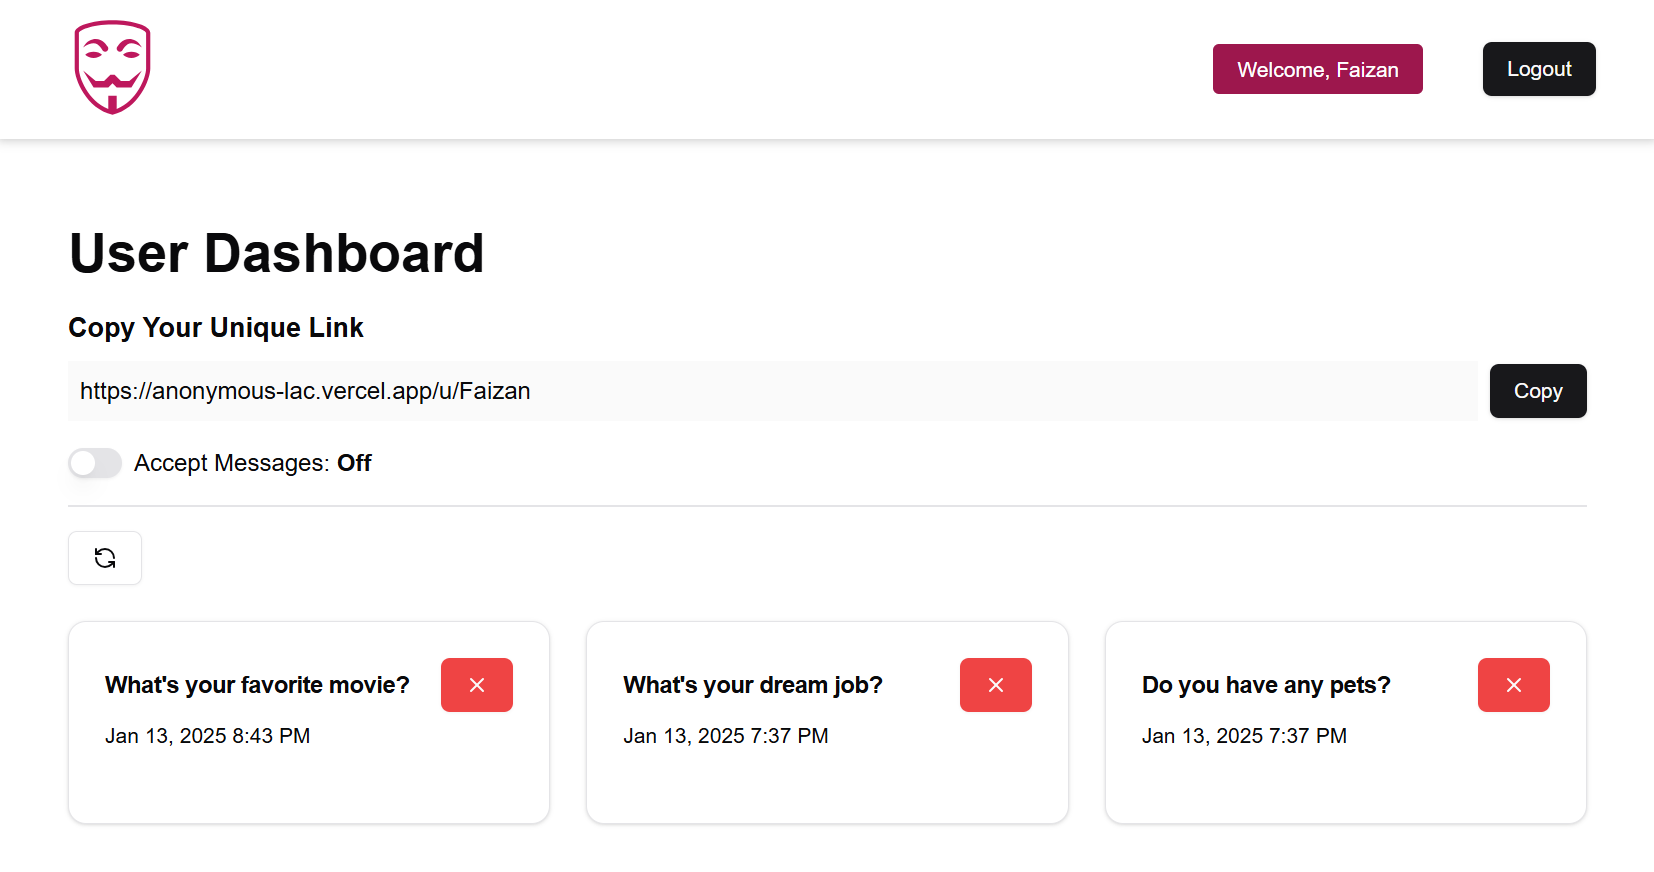 Welcome, Faizan
Logout
User Dashboard
Copy Your Unique Link
https://anonymous-lac.vercel.app/u/Faizan
Copy
Accept Messages: Off
What's your favorite movie?
Jan 13, 2025 8:43 PM
What's your dream job?
Jan 13, 2025 7:37 PM
Do you have any pets?
Jan 13, 2025 7:37 PM